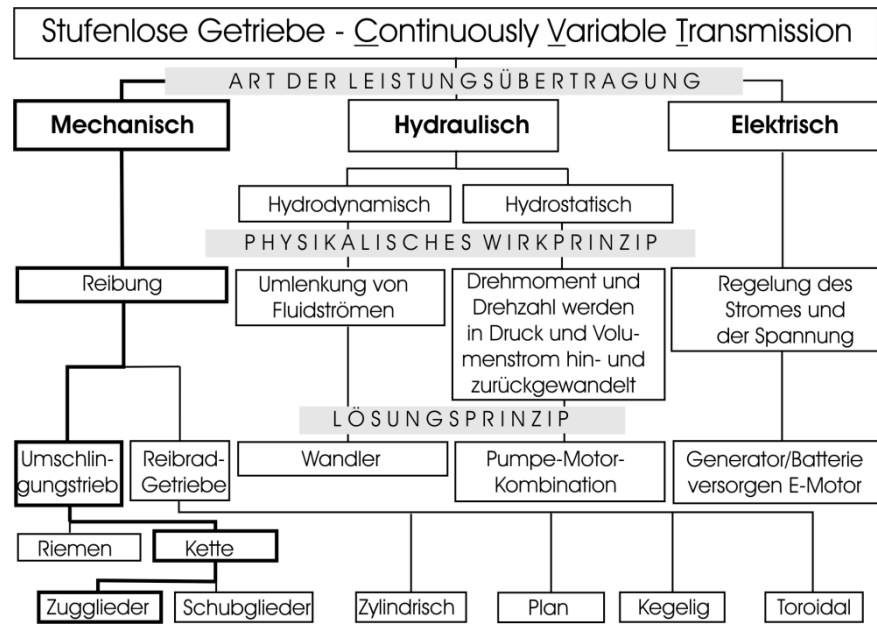 Stufenlose Getriebe - Continuously Variable Transmission
ART DER LEISTUNGSÜBERTRAGUNG
Mechanisch
Hydraulisch
Elektrisch
Hydrodynamisch
Hydrostatisch
PHYSIKALISCHES WIRKPRINZIP
Reibung
Umlenkung von
Fluidströmen
Drehmoment und
Drehzahl werden
in Druck und Volu-
menstrom hin- und
zurückgewandelt
Regelung des
Stromes und
der Spannung
LÖSUNGSPRINZIP
Umschlin-
gungstrieb
Reibrad-
Getriebe
Wandler
Pumpe-Motor-
Kombination
Generator/Batterie
versorgen E-Motor
Riemen
Kette
Zugglieder
Schubglieder
Zylindrisch
Plan
Kegelig
Toroidal